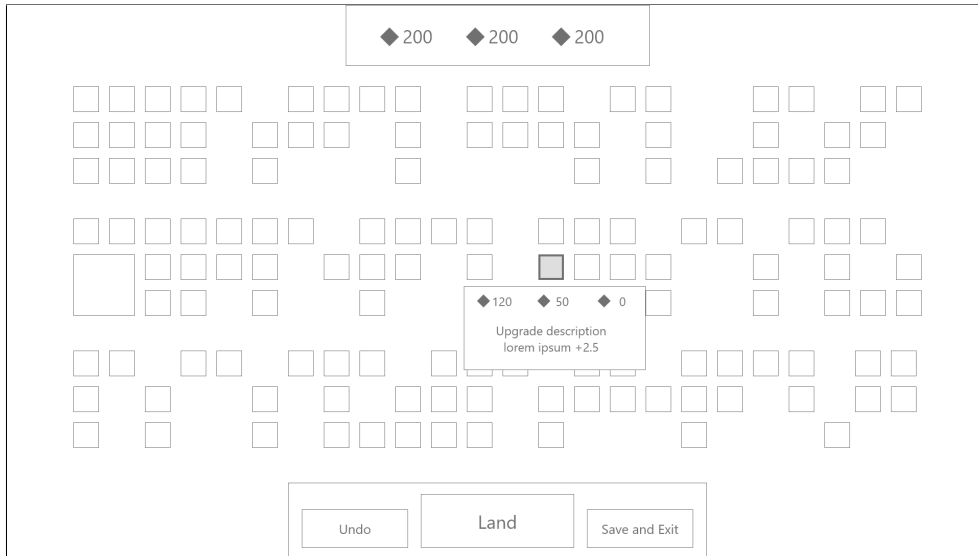 200 200 200
120 50 0
Upgrade description
lorem ipsum +2.5
Undo Land Save and Exit